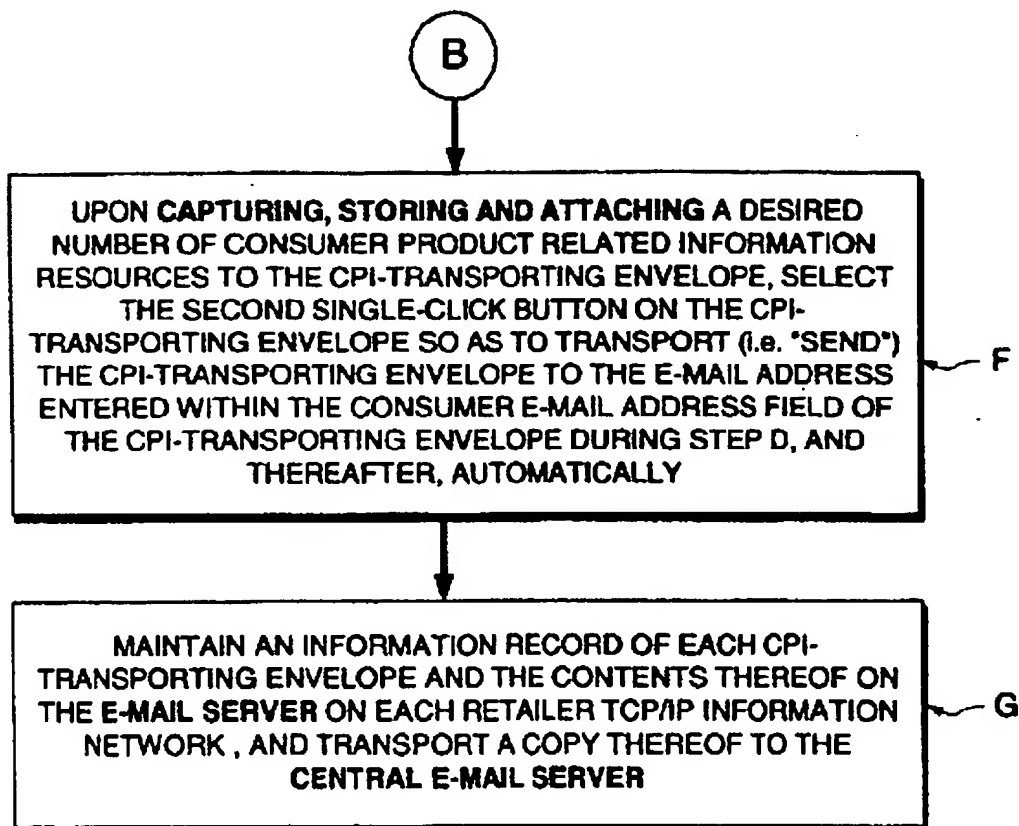 B
UPON CAPTURING, STORING AND ATTACHING A DESIRED
NUMBER OF CONSUMER PRODUCT RELATED INFORMATION
RESOURCES TO THE CPI-TRANSPORTING ENVELOPE, SELECT
THE SECOND SINGLE-CLICK BUTTON ON THE CPI-
TRANSPORTING ENVELOPE SO AS TO TRANSPORT (i.e. "SEND")
THE CPI-TRANSPORTING ENVELOPE TO THE E-MAIL ADDRESS
ENTERED WITHIN THE CONSUMER E-MAIL ADDRESS FIELD OF
THE CPI-TRANSPORTING ENVELOPE DURING STEP D, AND
THEREAFTER, AUTOMATICALLY
F
MAINTAIN AN INFORMATION RECORD OF EACH CPI-
TRANSPORTING ENVELOPE AND THE CONTENTS THEREOF ON
THE E-MAIL SERVER ON EACH RETAILER TCP/IP INFORMATION
NETWORK , AND TRANSPORT A COPY THEREOF TO THE
CENTRAL E-MAIL SERVER
G